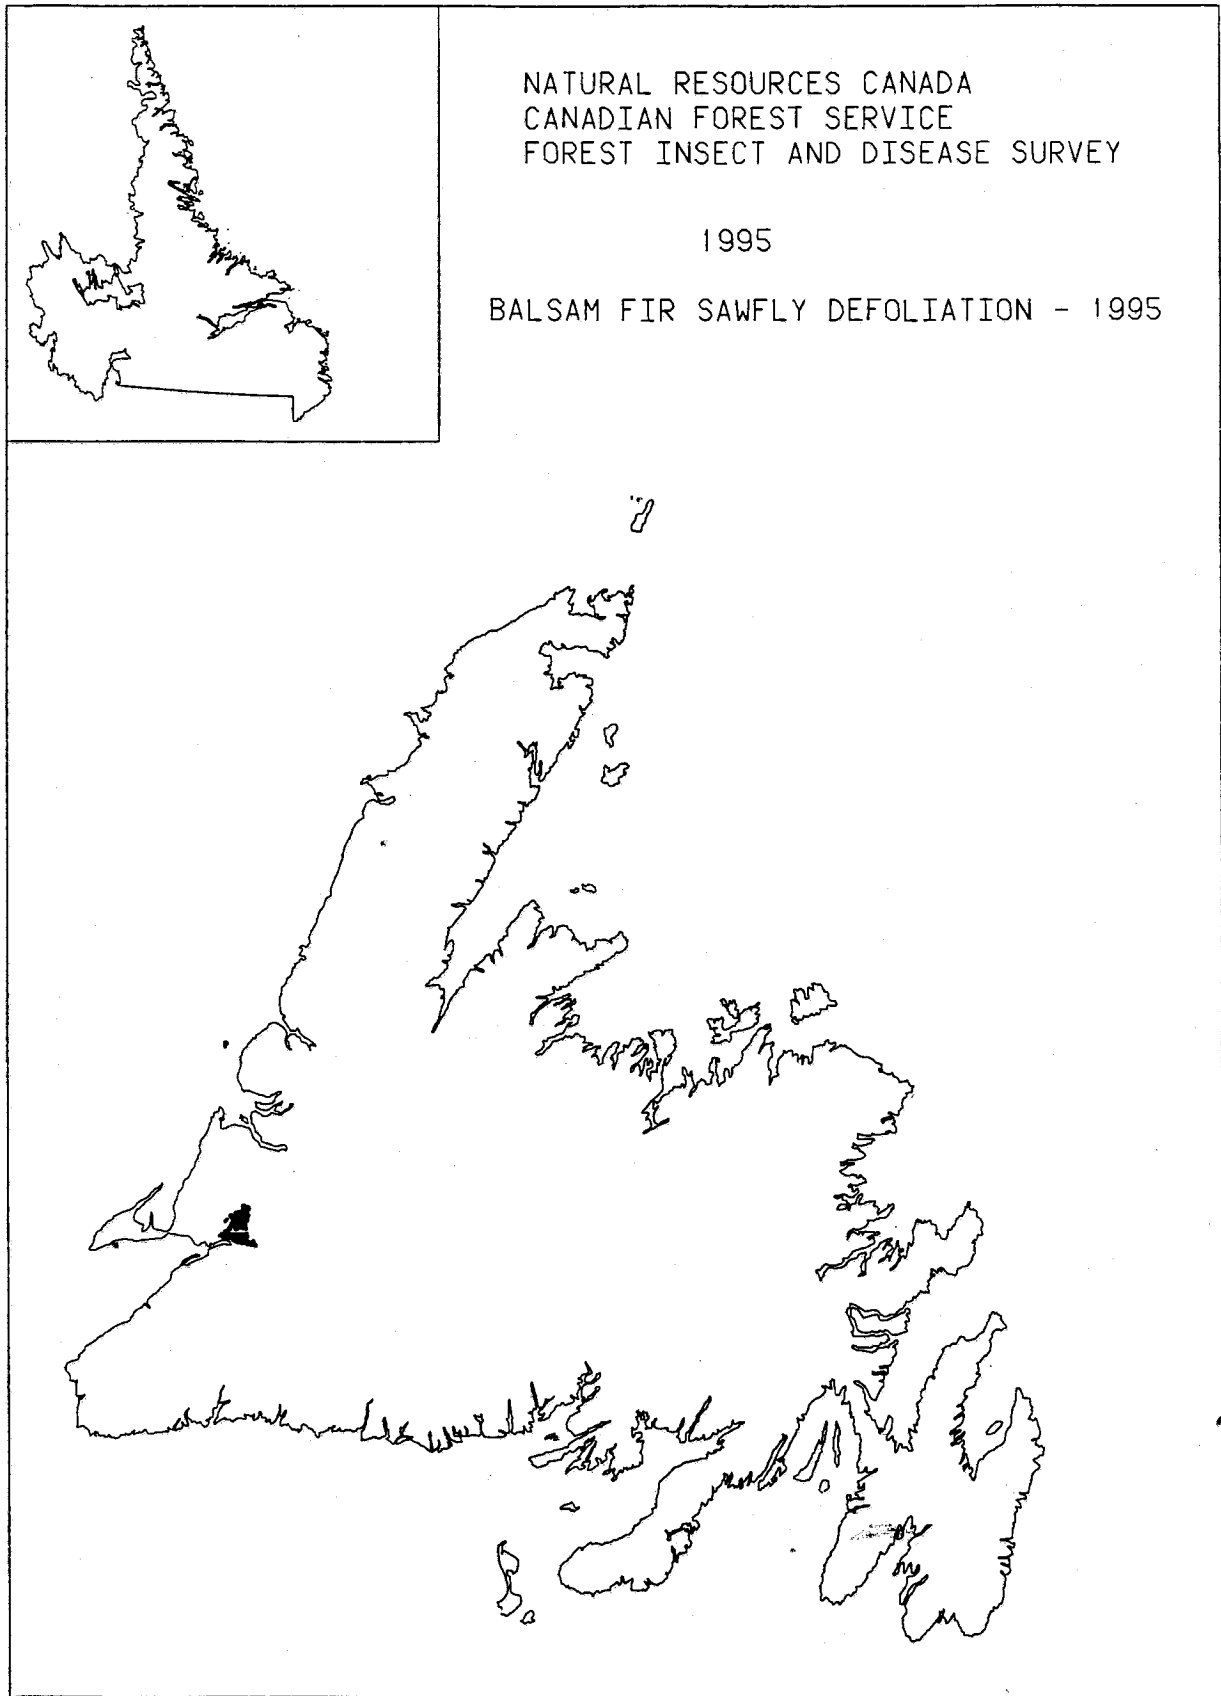 NATURAL RESOURCES CANADA
CANADIAN FOREST SERVICE
FOREST INSECT AND DISEASE SURVEY
1995
BALSAM FIR SAWFLY DEFOLIATION - 1995